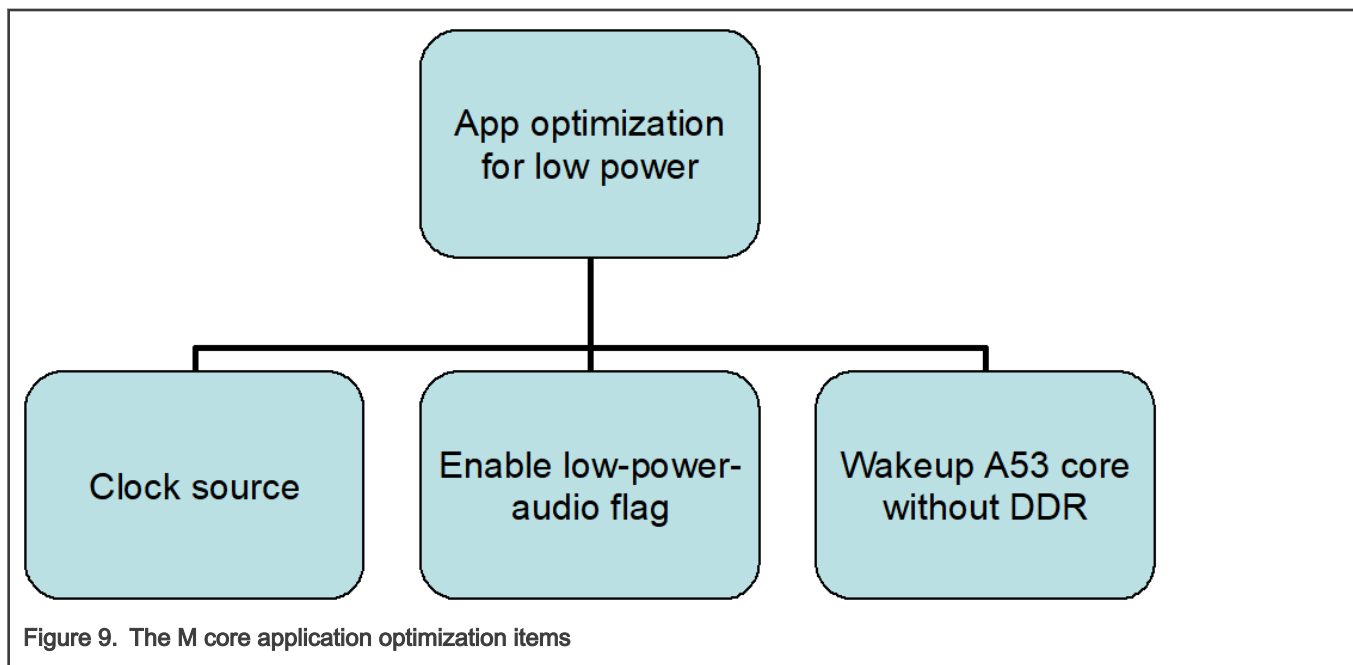 App optimization
for low power
Clock source
Enable low-power-
audio flag
Wakeup A53 core
without DDR
Figure 9. The M core application optimization items